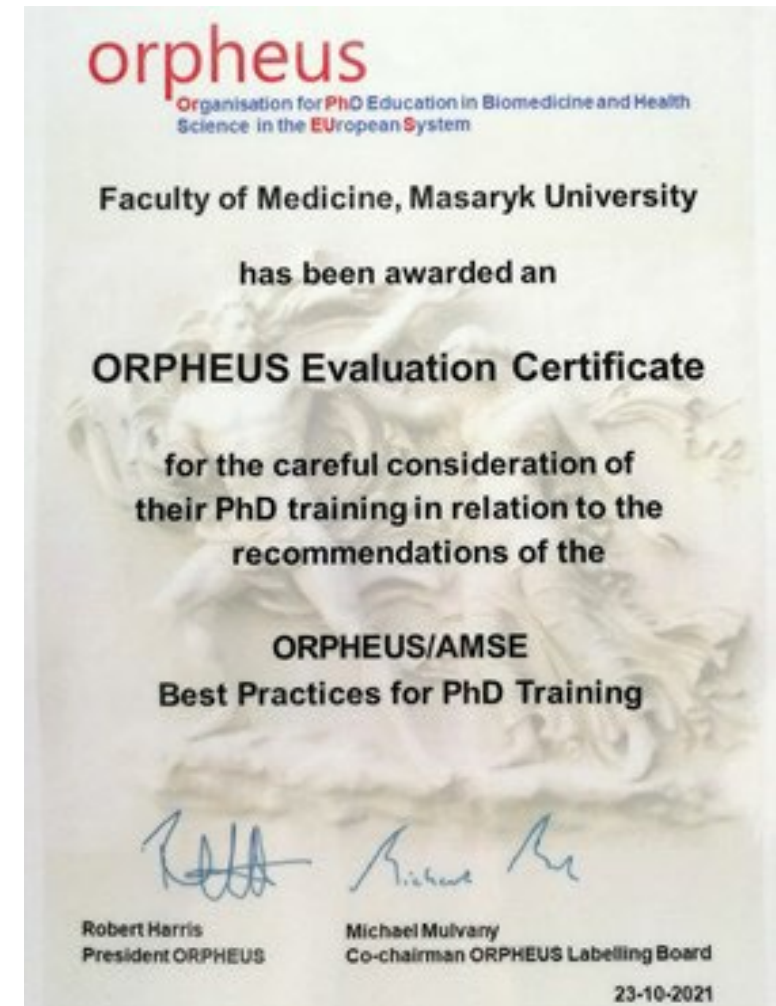 orpheus
Organisation for PhD Education in Biomedicine and Health
Science in the EUropean System
Faculty of Medicine, Masaryk University
has been awarded an
ORPHEUS Evaluation Certificate
for the careful consideration of
their PhD training in relation to the
recommendations of the
ORPHEUS/AMSE
Best Practices for PhD Training
Robert Harris
President ORPHEUS
Michael Mulvany
Co-chairman ORPHEUS Labelling Board
23-10-2021